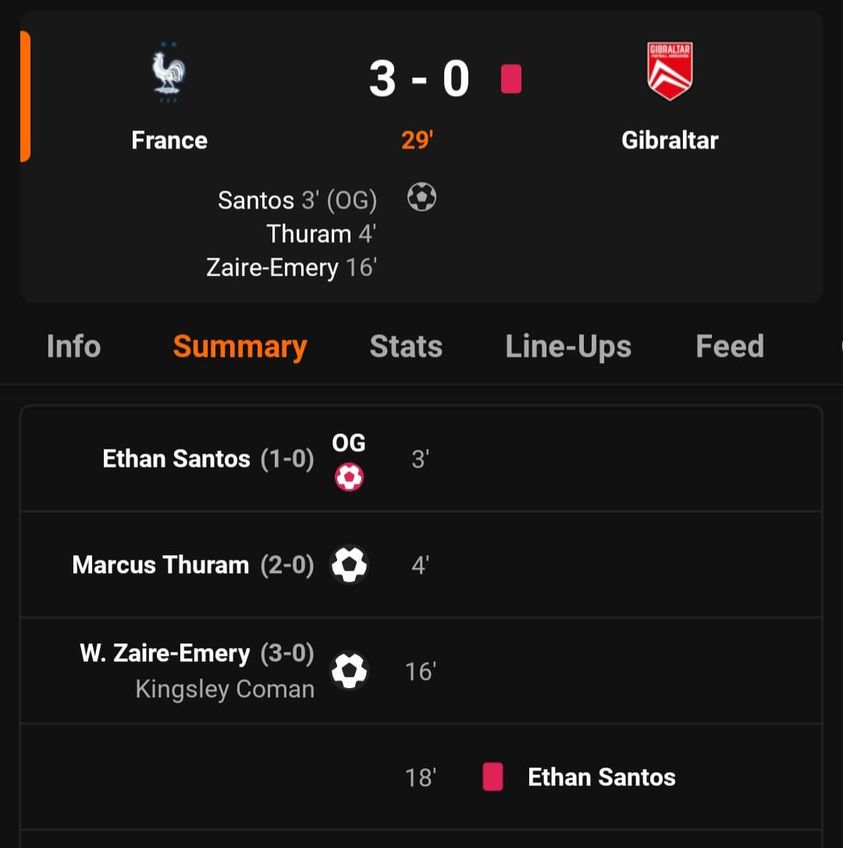 GIBRALTAR
3 - 0
France
29'
Gibraltar
Santos 3' (OG)
Thuram 4'
Zaire-Emery 16'
Info Summary Stats Line-Ups Feed
OG
Ethan Santos (1-0) 3'
Marcus Thuram (2-0) 4'
W. Zaire-Emery (3-0)
Kingsley Coman
16'
18' Ethan Santos